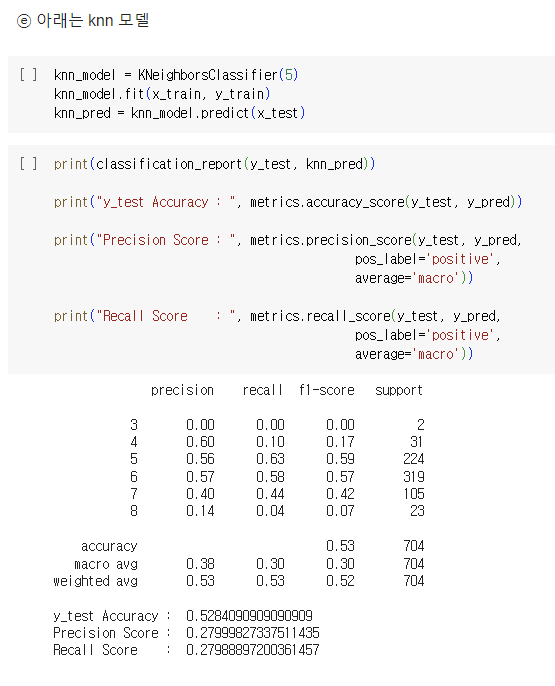 ⓔ 아래는 knn 모델
[ ] knn_model = KNeighborsClassifier(5)
knn_model.fit(x_train, y_train)
knn_pred = knn_model.predict(x_test)
[ ] print(classification_report(y_test, knn_pred))
print("y_test Accuracy : ", metrics.accuracy_score(y_test, y_pred))
print("Precision Score : ", metrics.precision_score(y_test, y_pred,
pos_label='positive',
average='macro'))
print("Recall Score    : ", metrics.recall_score(y_test, y_pred,
pos_label='positive',
average='macro'))
precision recall f1-score support
3 0.00 0.00 0.00 2
4 0.60 0.10 0.17 31
5 0.56 0.63 0.59 224
6 0.57 0.58 0.57 319
7 0.40 0.44 0.42 105
8 0.14 0.04 0.07 23
accuracy 0.53 704
macro avg 0.38 0.30 0.30 704
weighted avg 0.53 0.53 0.52 704
y_test Accuracy :  0.5284090909090909
Precision Score :  0.27999827337511435
Recall Score    :  0.27988897200361457